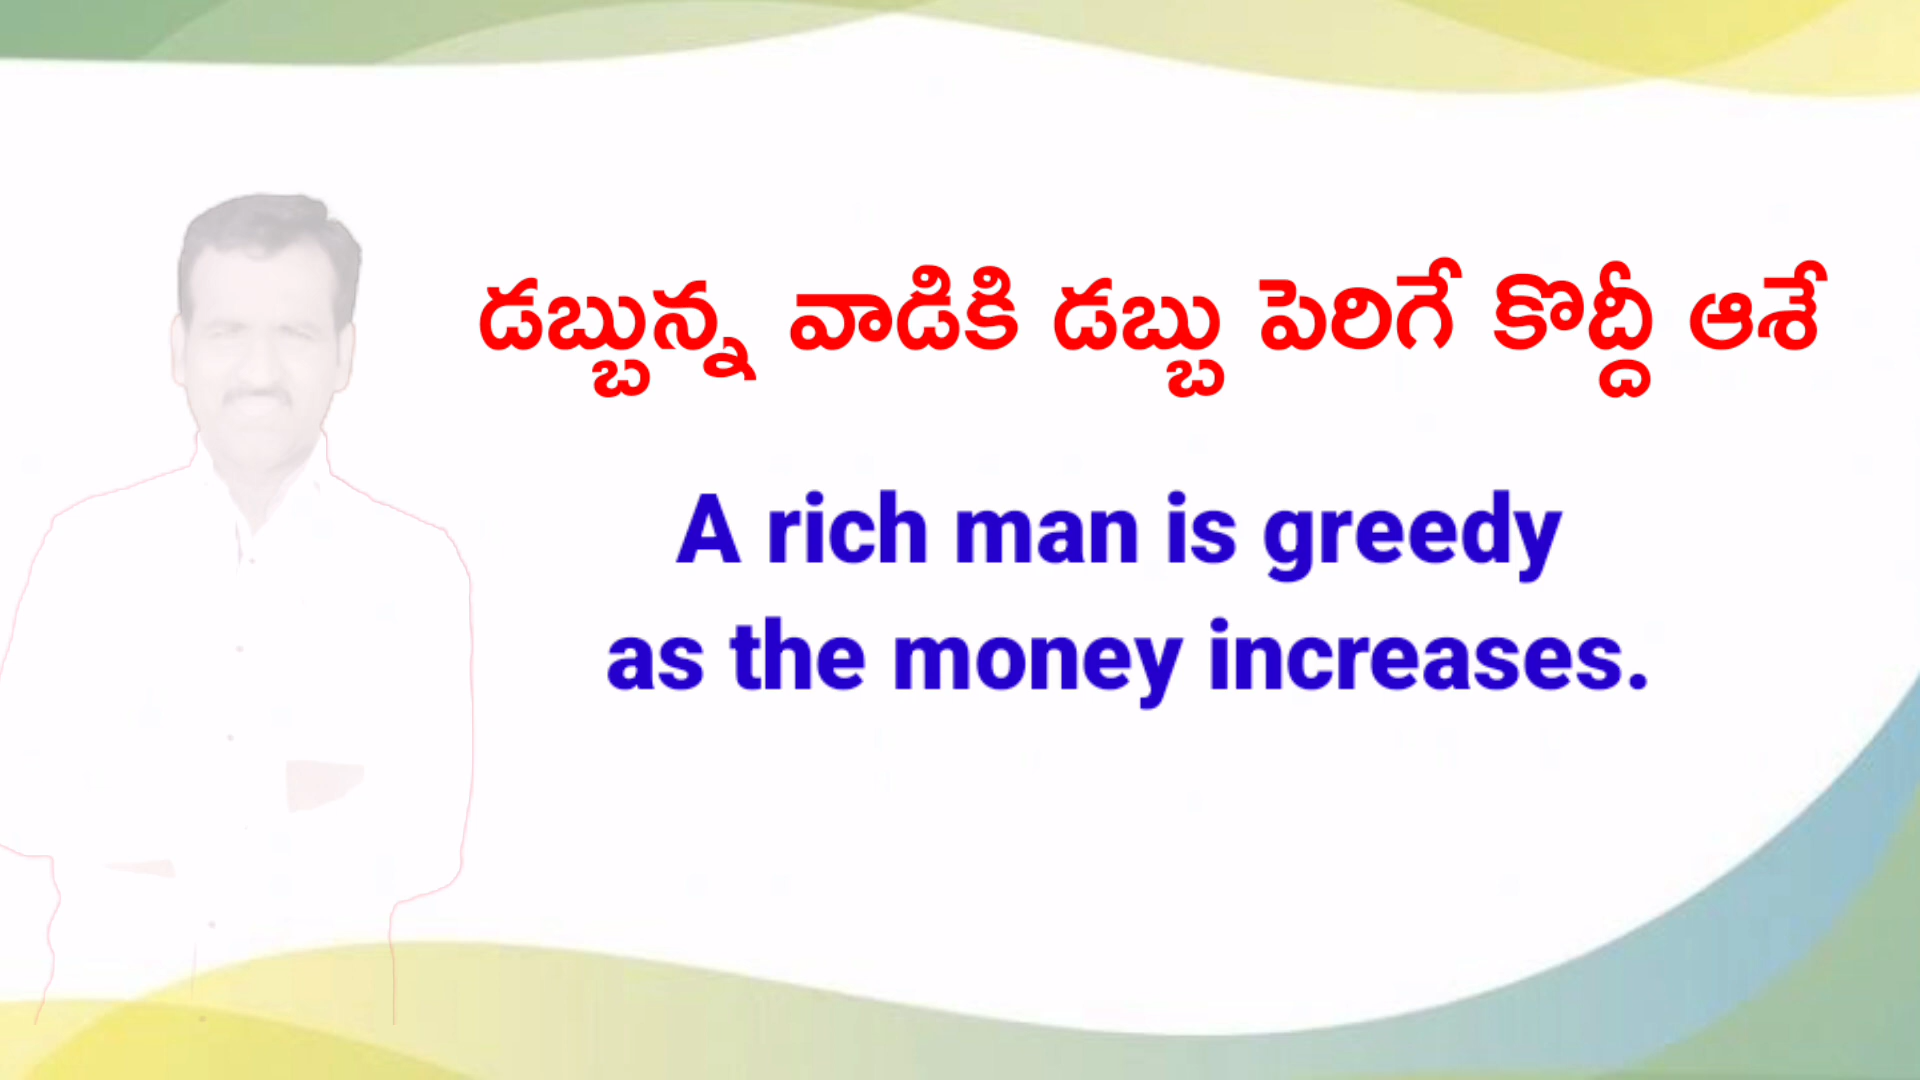 డబ్బున్న వాడికి డబ్బు పెరిగే కొద్దీ ఆశే
A rich man is greedy
as the money increases.